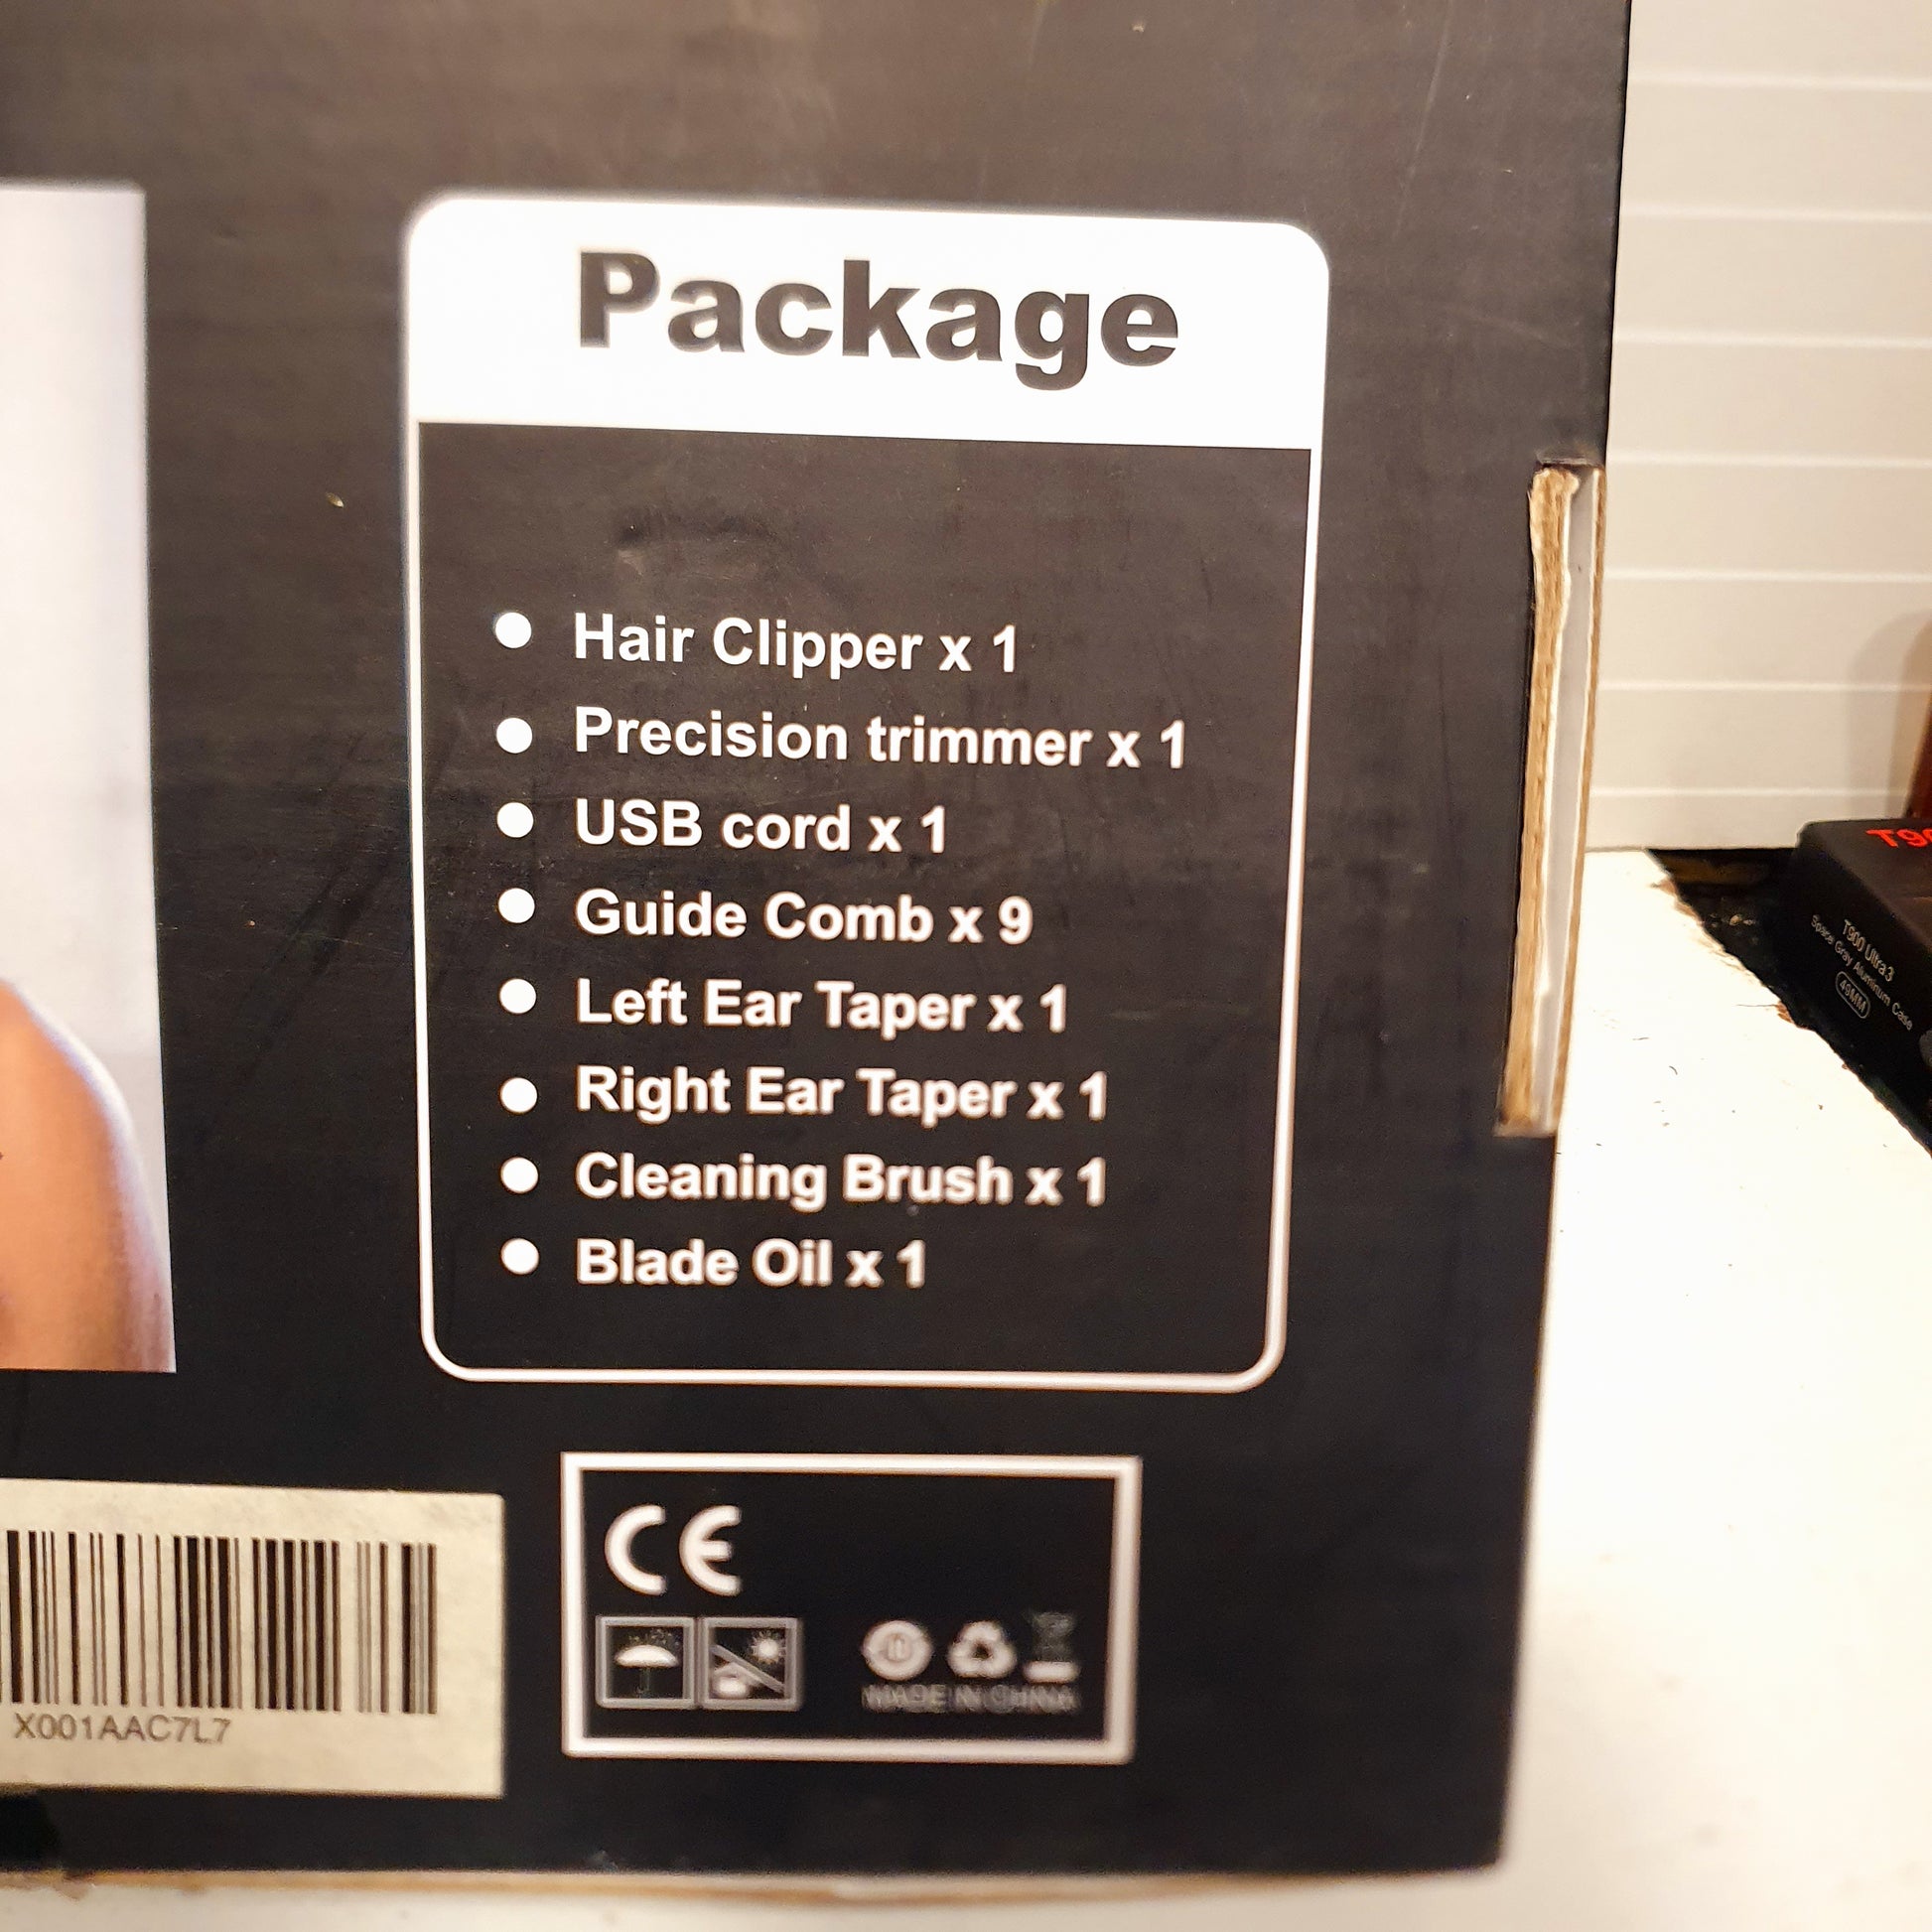 Package
Hair Clipper x 1
Precision trimmer x 1
USB cord x 1
Guide Comb x 9
Left Ear Taper x 1
Right Ear Taper x 1
Cleaning Brush x 1
Blade Oil x 1
CE
MADE IN CHINA
X001AAC7L7
T900 Ultra3
Space Gray Aluminum Case
49MM